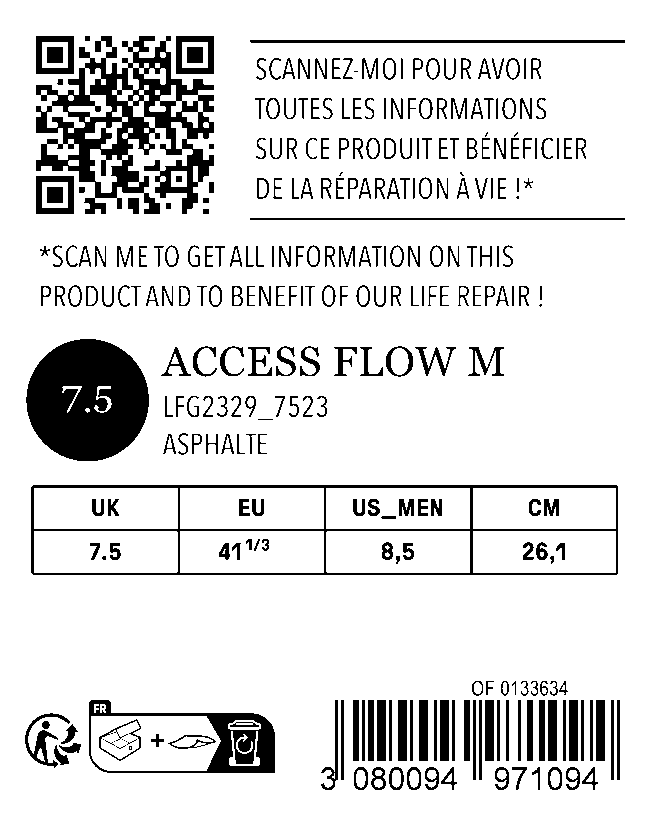 SCANNEZ-MOI POUR AVOIR
TOUTES LES INFORMATIONS
SUR CE PRODUIT ET BÉNÉFICIER
DE LA RÉPARATION À VIE !*
*SCAN ME TO GET ALL INFORMATION ON THIS
PRODUCT AND TO BENEFIT OF OUR LIFE REPAIR !
7.5
ACCESS FLOW M
LFG2329_7523
ASPHALTE
UK EU US_MEN CM
7.5 41 1/3 8,5 26,1
OF 0133634
FR
+
3 080094 971094